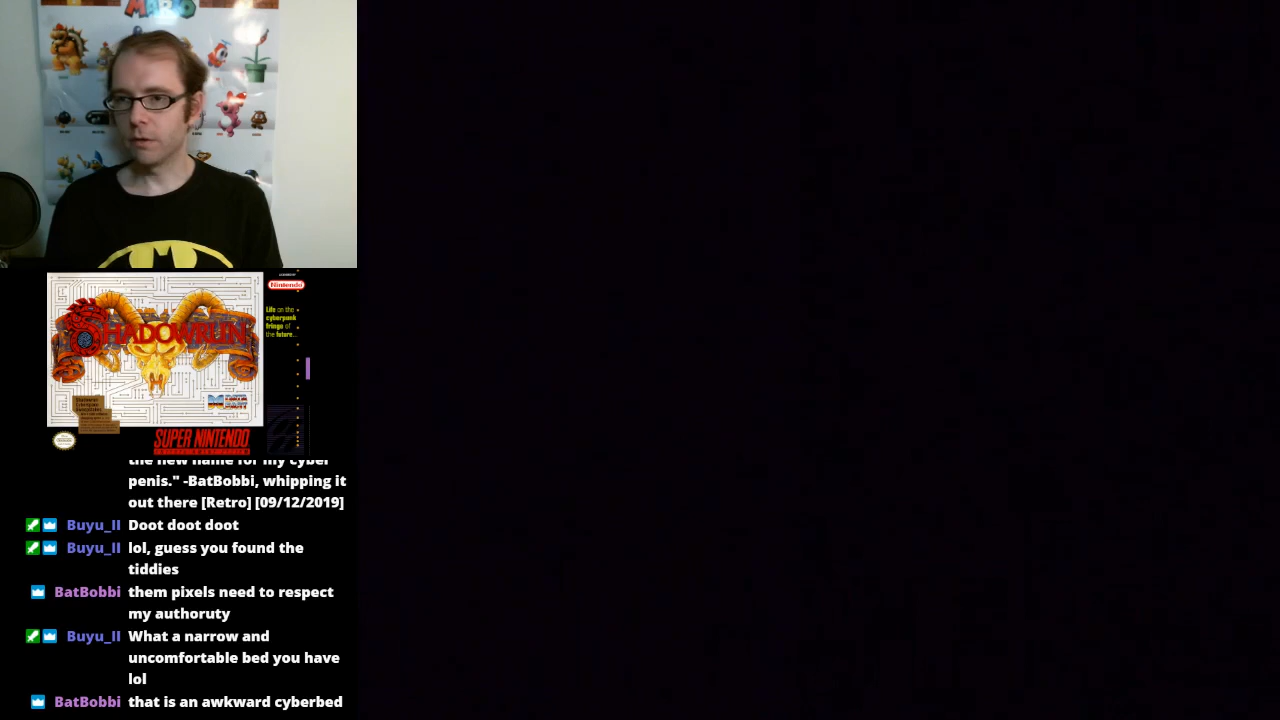 MARIO
Nintendo
Life on the
cyberpunk
fringe of
the future...
SHADOWRUN
SUPER NINTENDO
the new name for my cyber
penis." -BatBobbi, whipping it
out there [Retro] [09/12/2019]
Buyu_II Doot doot doot
Buyu_II lol, guess you found the
tiddies
BatBobbi them pixels need to respect
my authoruty
Buyu_II What a narrow and
uncomfortable bed you have
lol
BatBobbi that is an awkward cyberbed